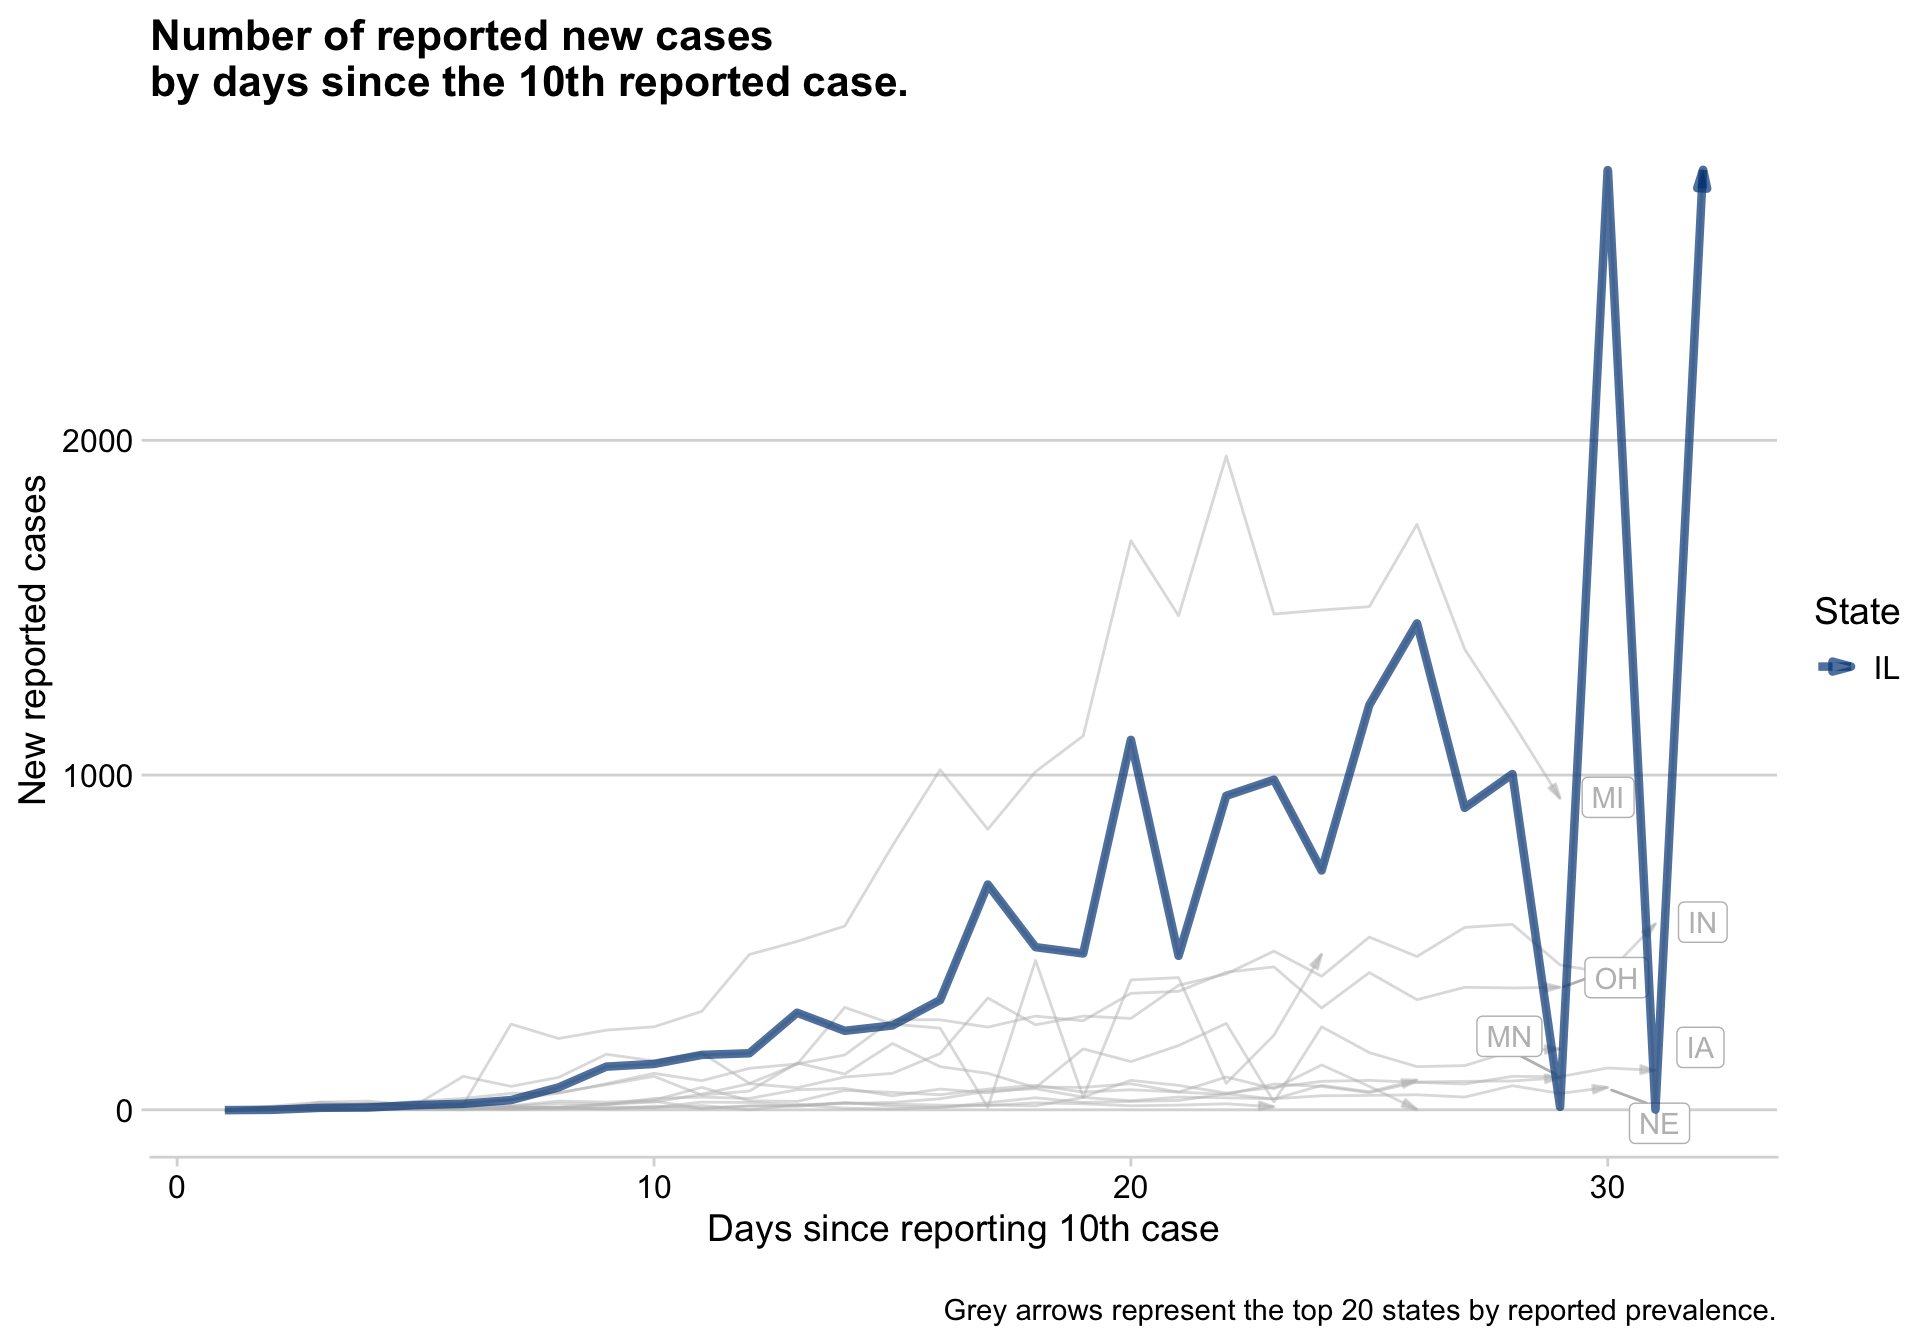 Number of reported new cases
by days since the 10th reported case.
New reported cases
2000
1000
0
MI
IN
OH
MN
IA
NE
State
IL
0
10
20
30
Days since reporting 10th case
Grey arrows represent the top 20 states by reported prevalence.